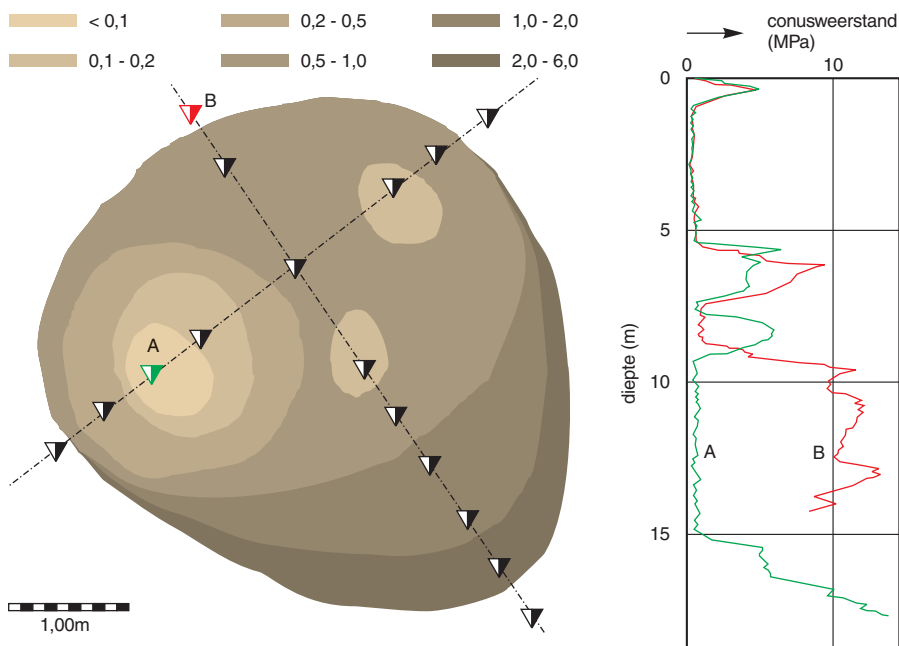 < 0,1
0,2 - 0,5
1,0 - 2,0
0,1 - 0,2
0,5 - 1,0
2,0 - 6,0
B
A
1,00m
conusweerstand
(MPa)
0
10
0
5
10
15
diepte (m)
A
B